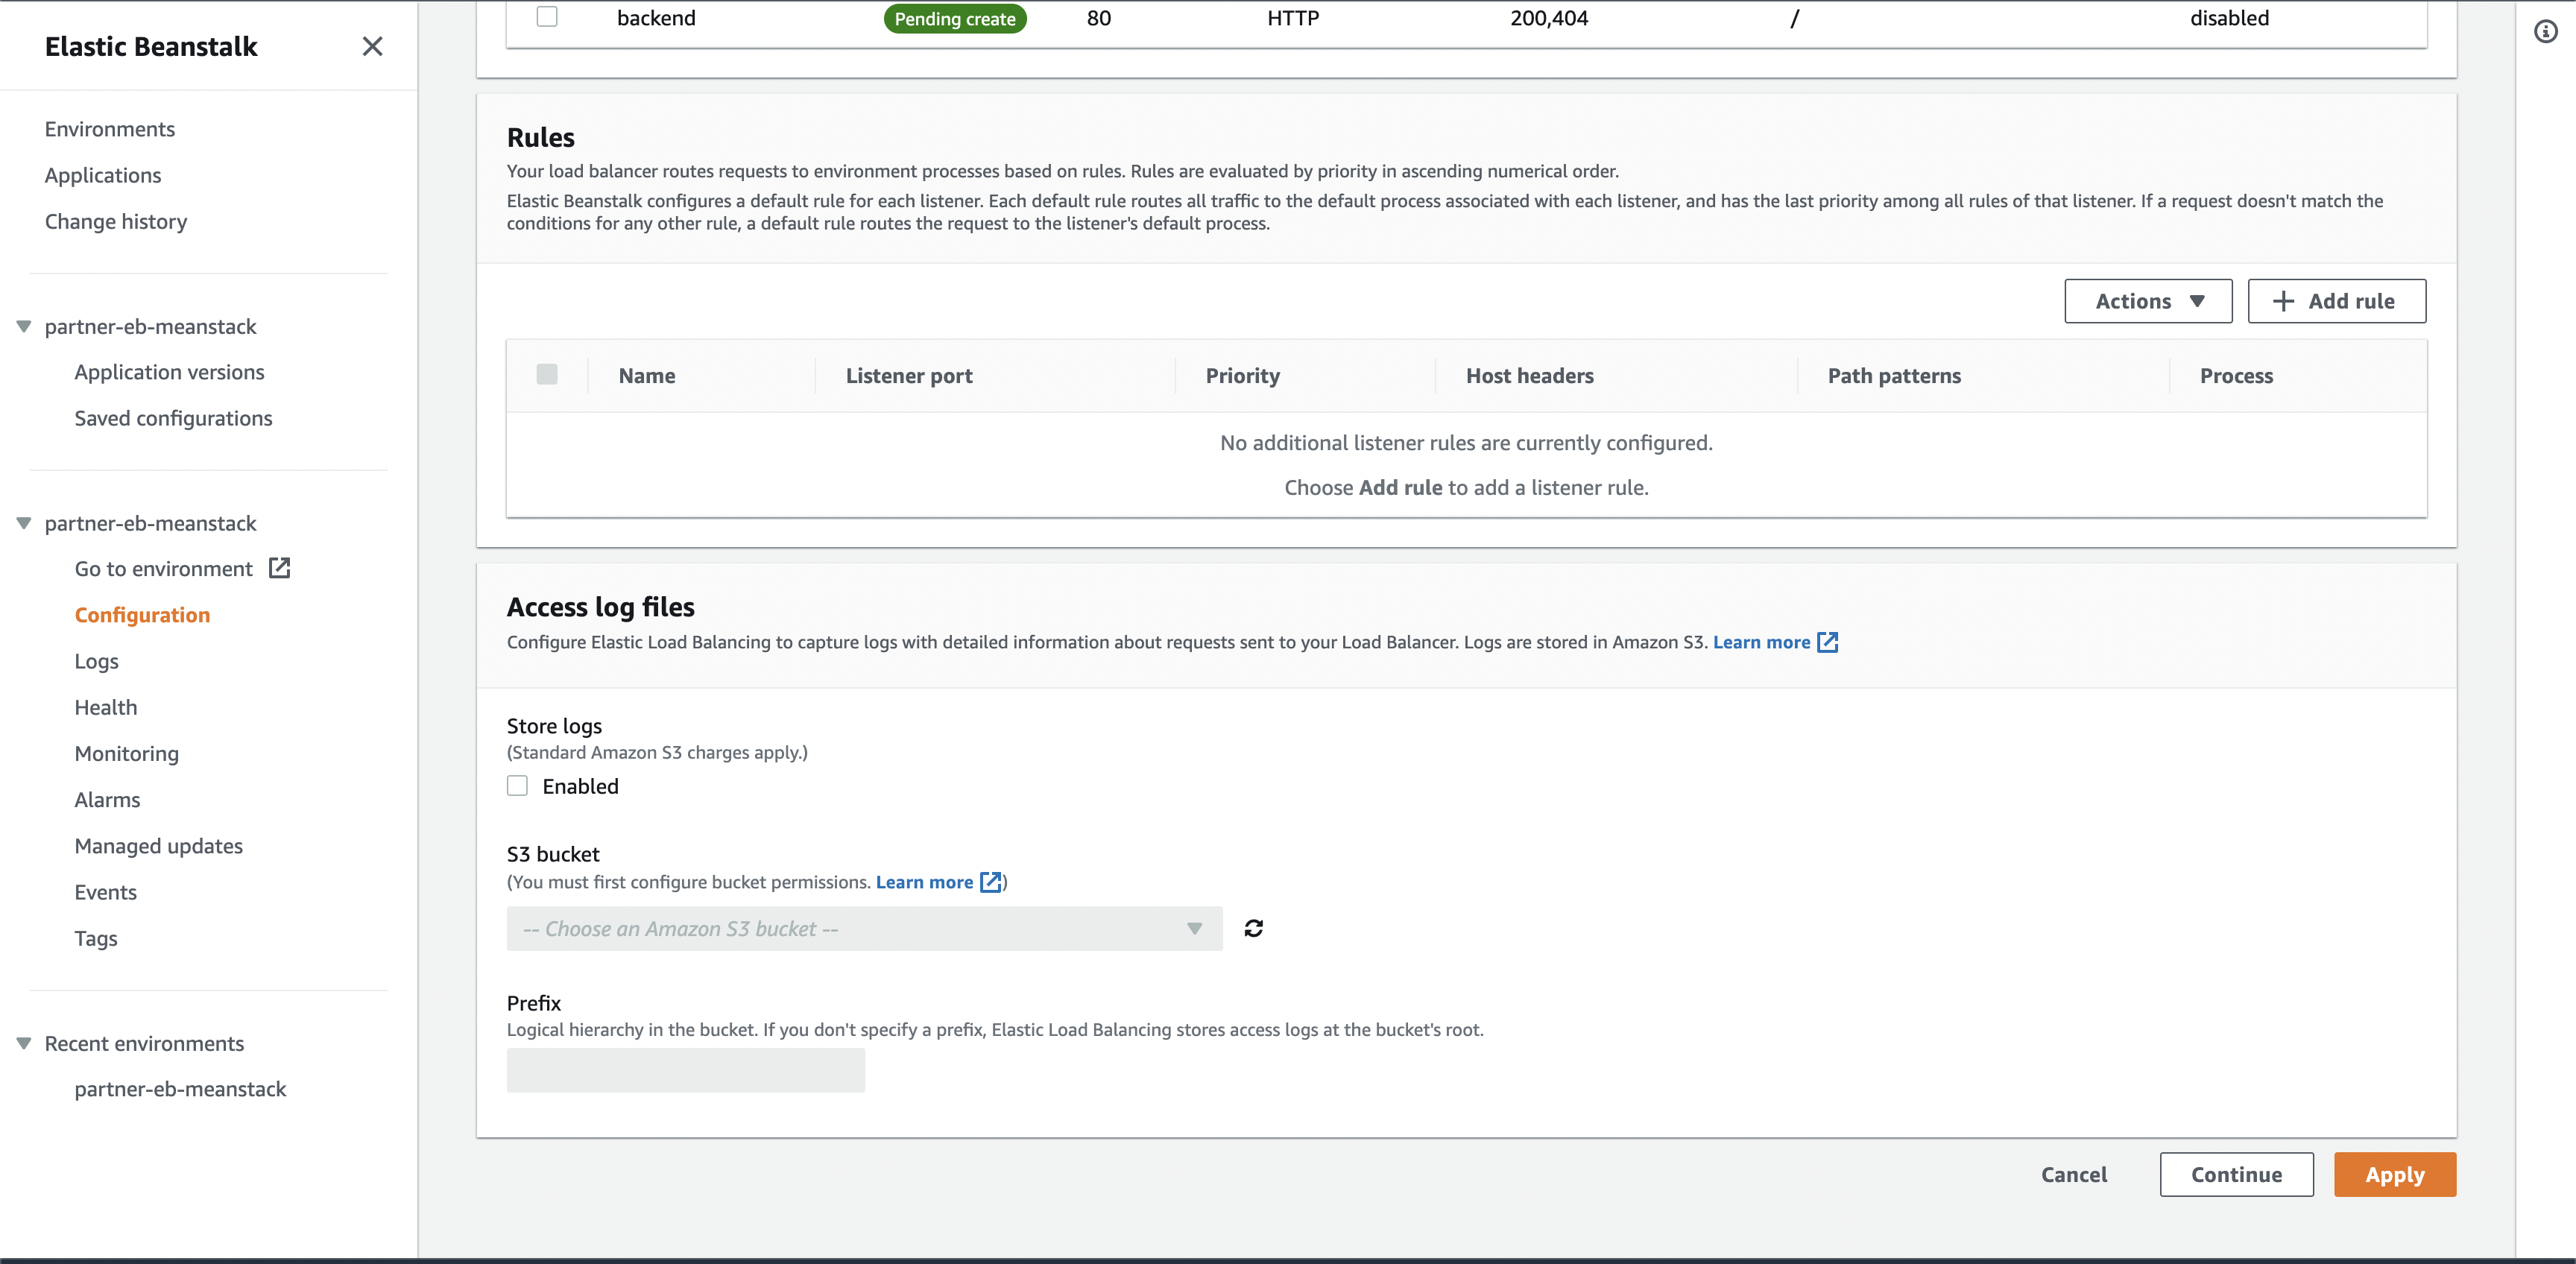 Elastic Beanstalk
Environments
Applications
Change history
partner-eb-meanstack
Application versions
Saved configurations
partner-eb-meanstack
Go to environment
Configuration
Logs
Health
Monitoring
Alarms
Managed updates
Events
Tags
Recent environments
partner-eb-meanstack
backend Pending create 80 HTTP 200,404 / disabled
Rules
Your load balancer routes requests to environment processes based on rules. Rules are evaluated by priority in ascending numerical order.
Elastic Beanstalk configures a default rule for each listener. Each default rule routes all traffic to the default process associated with each listener, and has the last priority among all rules of that listener. If a request doesn't match the
conditions for any other rule, a default rule routes the request to the listener's default process.
Actions Add rule
Name Listener port Priority Host headers Path patterns Process
No additional listener rules are currently configured.
Choose Add rule to add a listener rule.
Access log files
Configure Elastic Load Balancing to capture logs with detailed information about requests sent to your Load Balancer. Logs are stored in Amazon S3. Learn more
Store logs
(Standard Amazon S3 charges apply.)
Enabled
S3 bucket
(You must first configure bucket permissions. Learn more )
-- Choose an Amazon S3 bucket --
Prefix
Logical hierarchy in the bucket. If you don't specify a prefix, Elastic Load Balancing stores access logs at the bucket's root.
Cancel Continue Apply